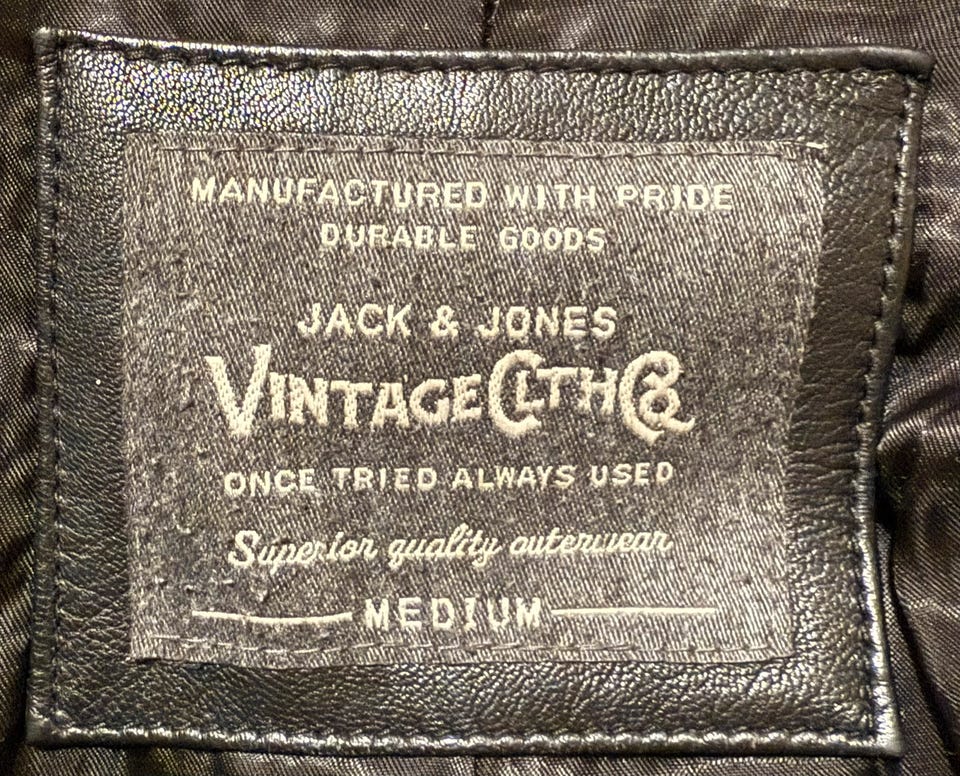 MANUFACTURED WITH PRIDE
DURABLE GOODS
JACK & JONES
VINTAGE CLTH Co
ONCE TRIED ALWAYS USED
Superior quality outerwear
MEDIUM